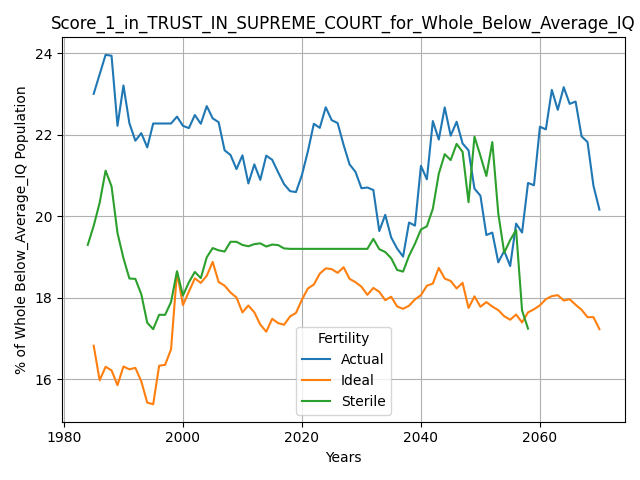 Score_1_in_TRUST_IN_SUPREME_COURT_for_Whole_Below_Average_IQ
% of Whole Below_Average_IQ Population
24
22
20
18
16
Fertility
Actual
Ideal
Sterile
1980 2000 2020 2040 2060
Years